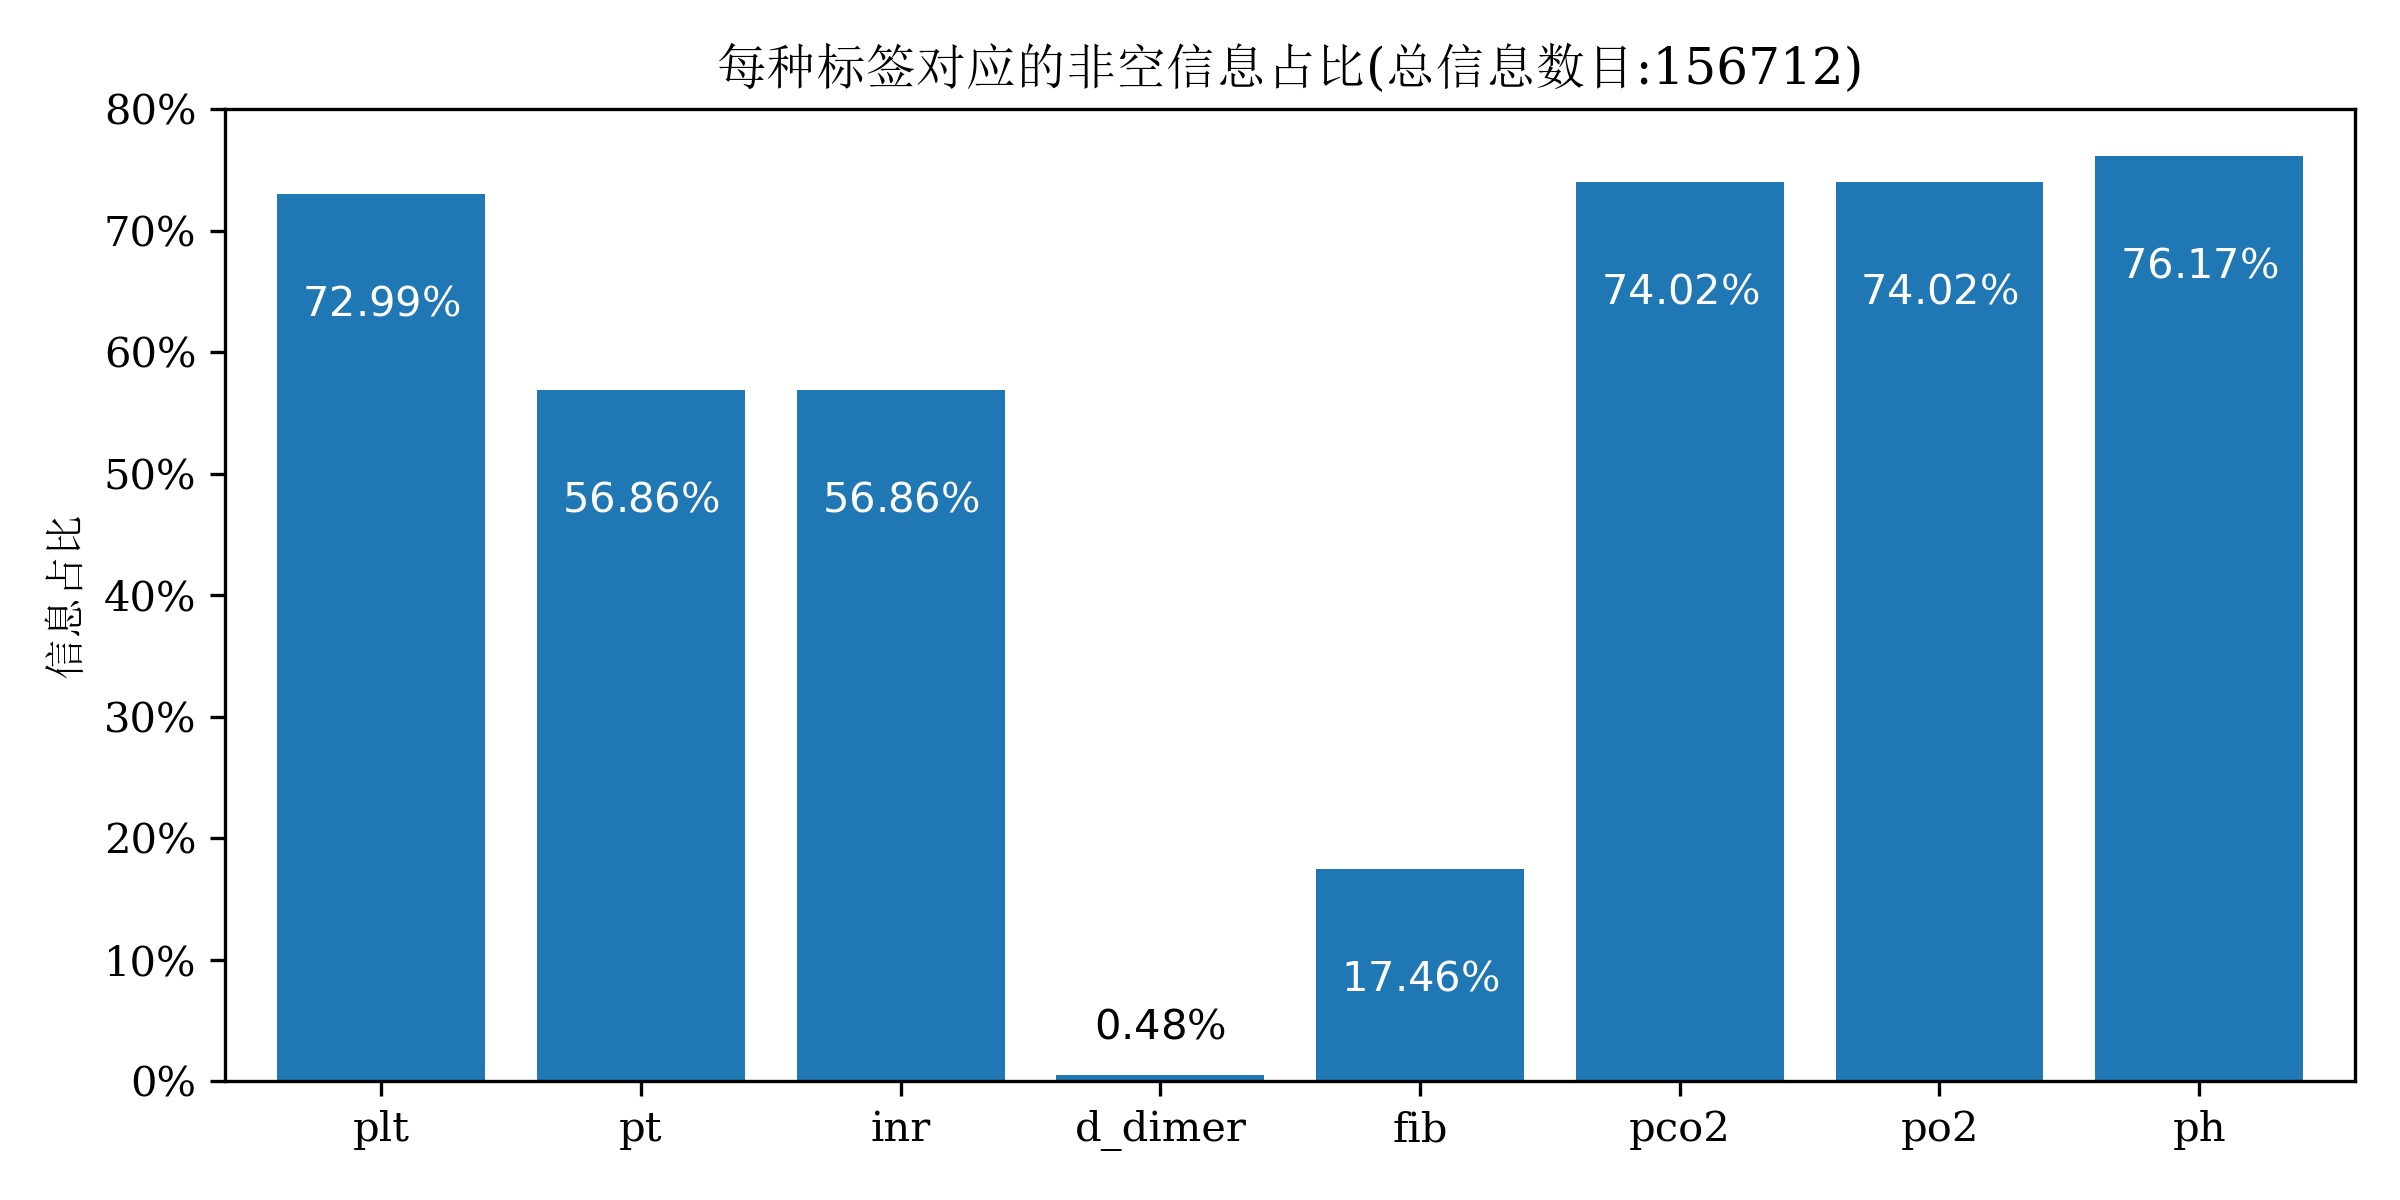 每种标签对应的非空信息占比(总信息数目:156712)
信息占比
80%
70%
60%
50%
40%
30%
20%
10%
0%
72.99%
56.86%
56.86%
0.48%
17.46%
74.02%
74.02%
76.17%
plt
pt
inr
d_dimer
fib
pco2
po2
ph